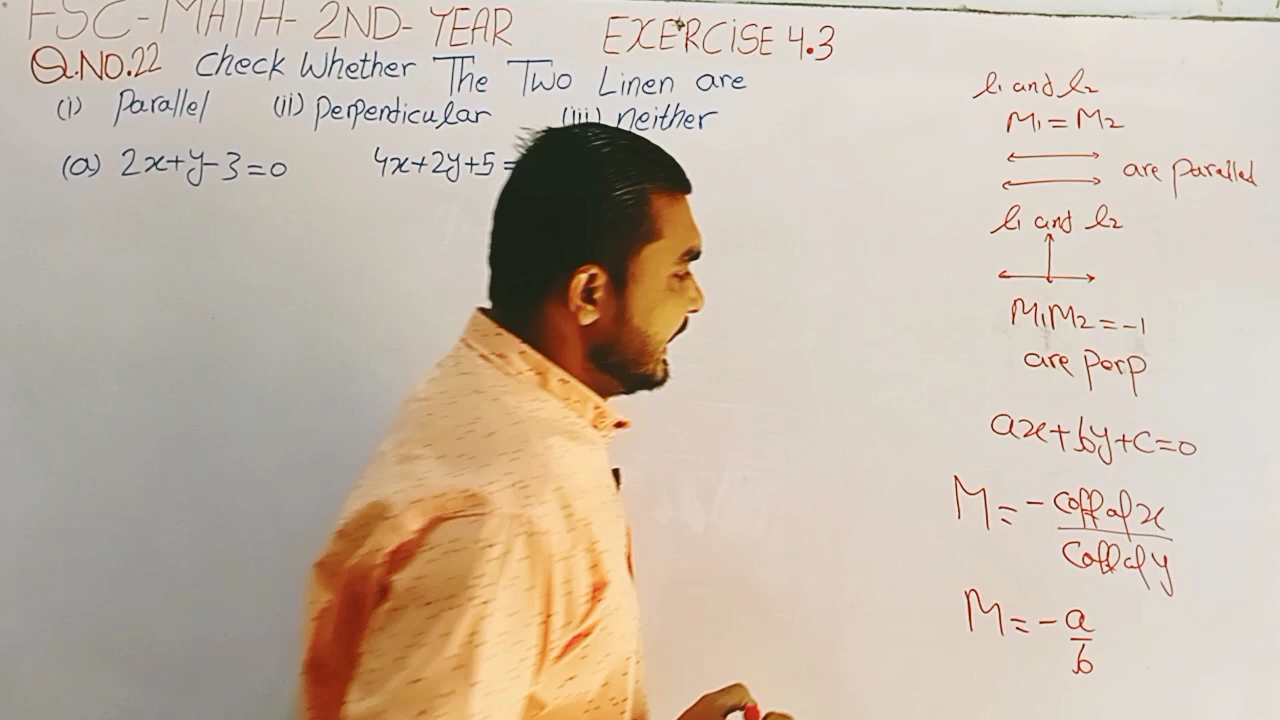 FSC-MATH-2ND-YEAR EXERCiSE 4.3
Q.NO.22 Check Whether The Two Linen are
(i) Parallel (ii) perpendicular (iii) neither
(a) 2x+y-3=0 4x+2y+5=
l1 and l2
M1=M2
are parallel
l1 and l2
M1M2=-1
are perp
ax+by+c=0
M=-coff of x
coff of y
M=-a
b